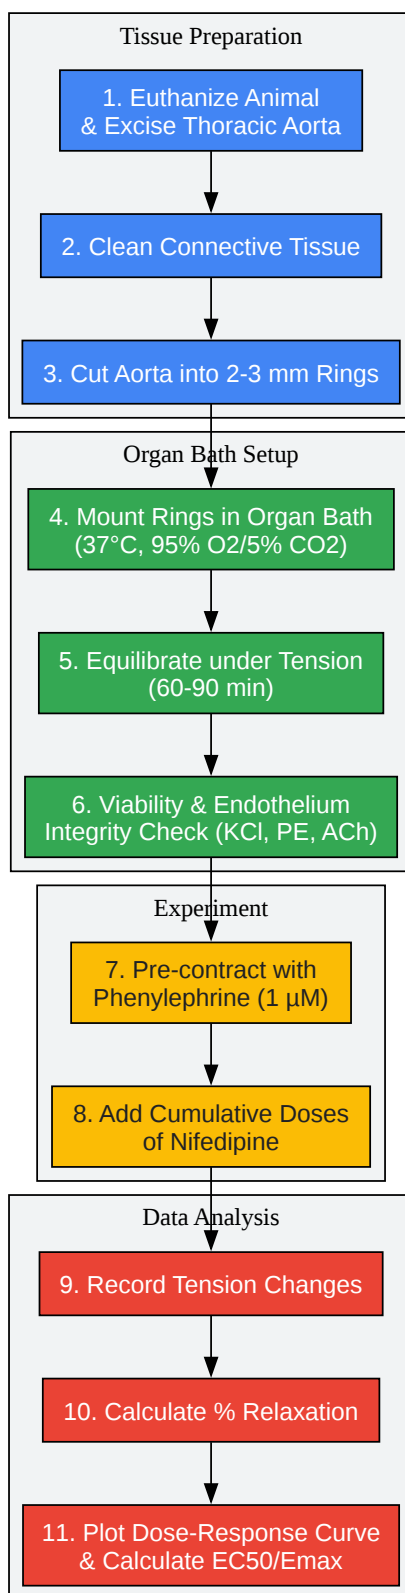 Tissue Preparation
1. Euthanize Animal
& Excise Thoracic Aorta
2. Clean Connective Tissue
3. Cut Aorta into 2-3 mm Rings
Organ Bath Setup
4. Mount Rings in Organ Bath
(37°C, 95% O2/5% CO2)
5. Equilibrate under Tension
(60-90 min)
6. Viability & Endothelium
Integrity Check (KCl, PE, ACh)
Experiment
7. Pre-contract with
Phenylephrine (1 µM)
8. Add Cumulative Doses
of Nifedipine
Data Analysis
9. Record Tension Changes
10. Calculate % Relaxation
11. Plot Dose-Response Curve
& Calculate EC50/Emax